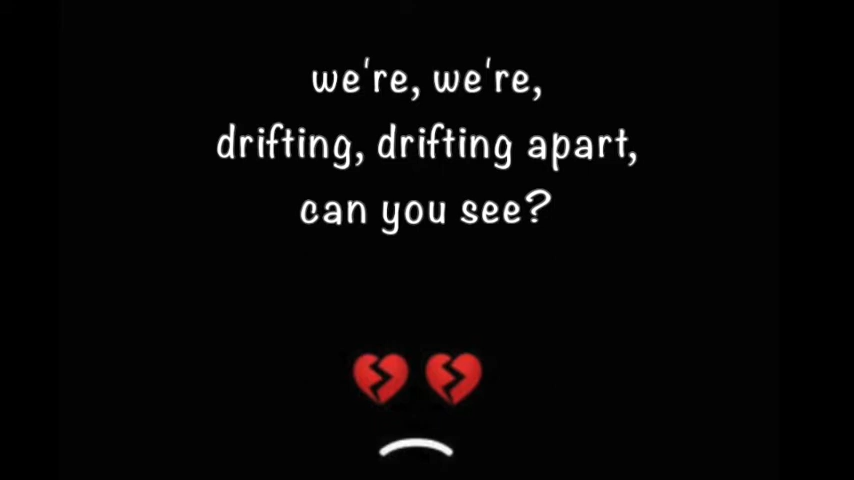 we're, we're,
drifting, drifting apart,
can you see?